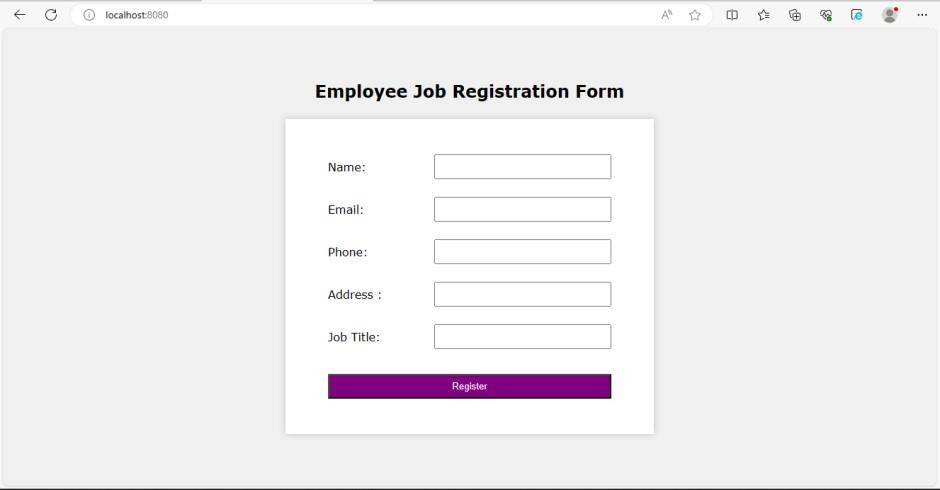 localhost:8080
Employee Job Registration Form
Name:
Email:
Phone:
Address :
Job Title:
Register